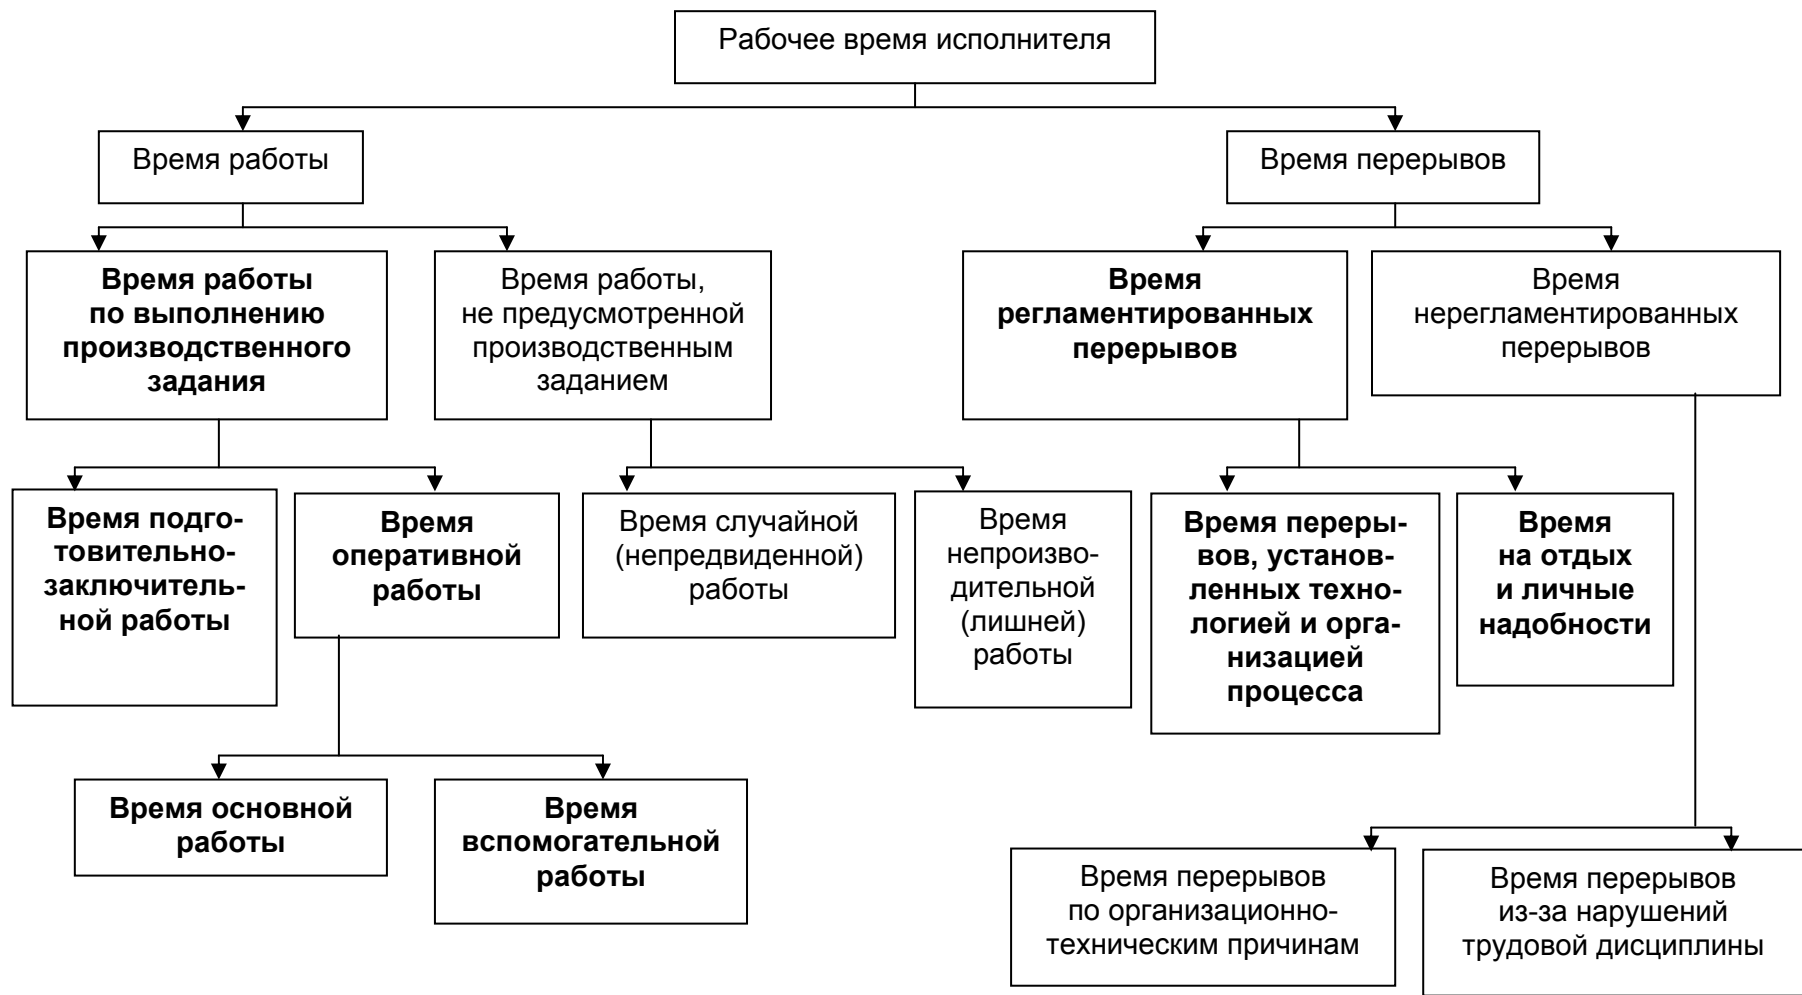 Рабочее время исполнителя
Время работы
Время перерывов
Время работы
по выполнению
производственного
задания
Время работы,
не предусмотренной
производственным
заданием
Время
регламентированных
перерывов
Время
нерегламентированных
перерывов
Время подго-
товительно-
заключитель-
ной работы
Время
оперативной
работы
Время случайной
(непредвиденной)
работы
Время
непроизво-
дительной
(лишней)
работы
Время переры-
вов, установ-
ленных техно-
логией и орга-
низацией
процесса
Время
на отдых
и личные
надобности
Время основной
работы
Время
вспомогательной
работы
Время перерывов
по организационно-
техническим причинам
Время перерывов
из-за нарушений
трудовой дисциплины